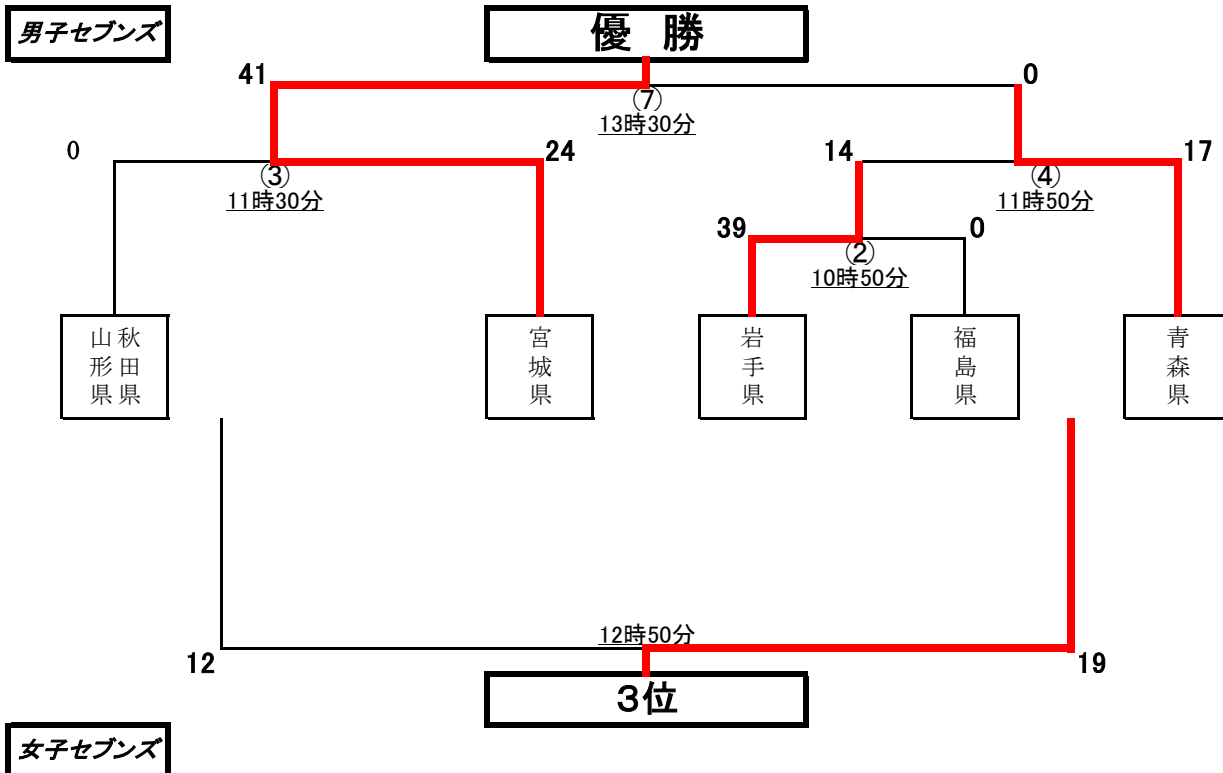 男子セブンズ
優　勝
41
0
⑦
13時30分
0
24
14
17
③
11時30分
④
11時50分
39
0
②
10時50分
秋田県
山形県
宮城県
岩手県
福島県
青森県
12時50分
12
19
３位
女子セブンズ